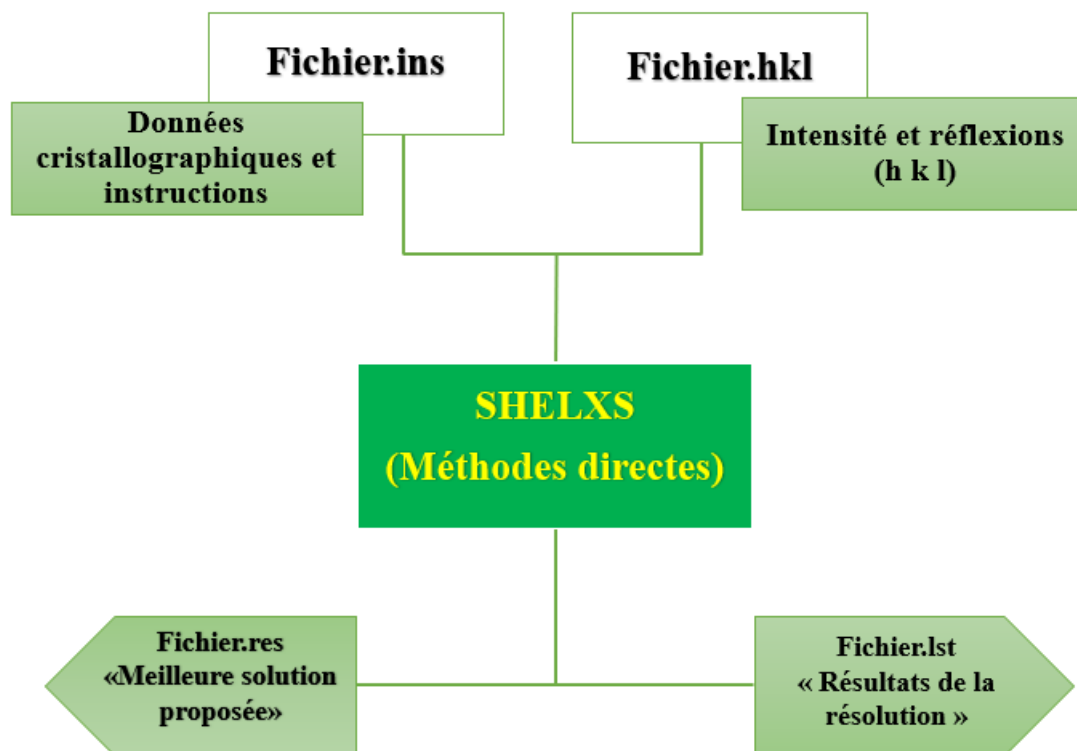 Fichier.ins
Fichier.hkl
Données
cristallographiques et
instructions
Intensité et réflexions
(h k l)
SHELXS
(Méthodes directes)
Fichier.res
«Meilleure solution
proposée»
Fichier.lst
« Résultats de la
résolution »